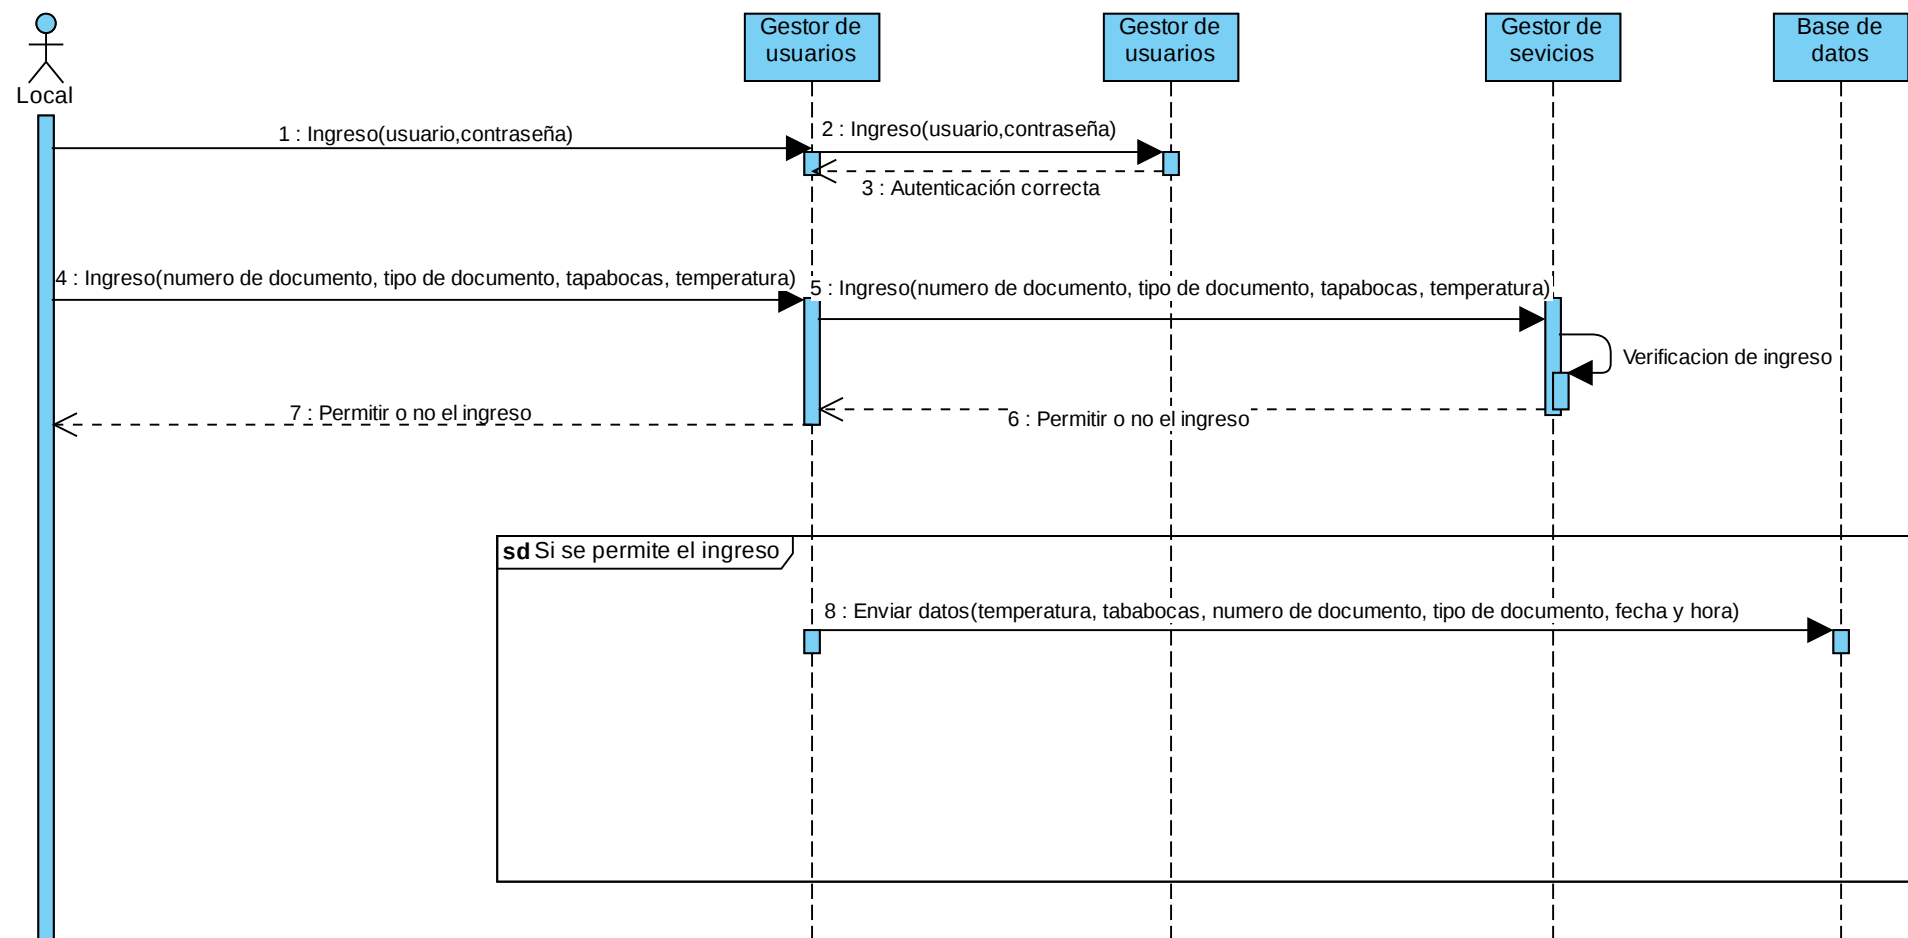 Local
Gestor de
usuarios
Gestor de
usuarios
Gestor de
sevicios
Base de
datos
1 : Ingreso(usuario,contraseña)
2 : Ingreso(usuario,contraseña)
3 : Autenticación correcta
4 : Ingreso(numero de documento, tipo de documento, tapabocas, temperatura)
5 : Ingreso(numero de documento, tipo de documento, tapabocas, temperatura)
Verificacion de ingreso
6 : Permitir o no el ingreso
7 : Permitir o no el ingreso
sd Si se permite el ingreso
8 : Enviar datos(temperatura, tababocas, numero de documento, tipo de documento, fecha y hora)